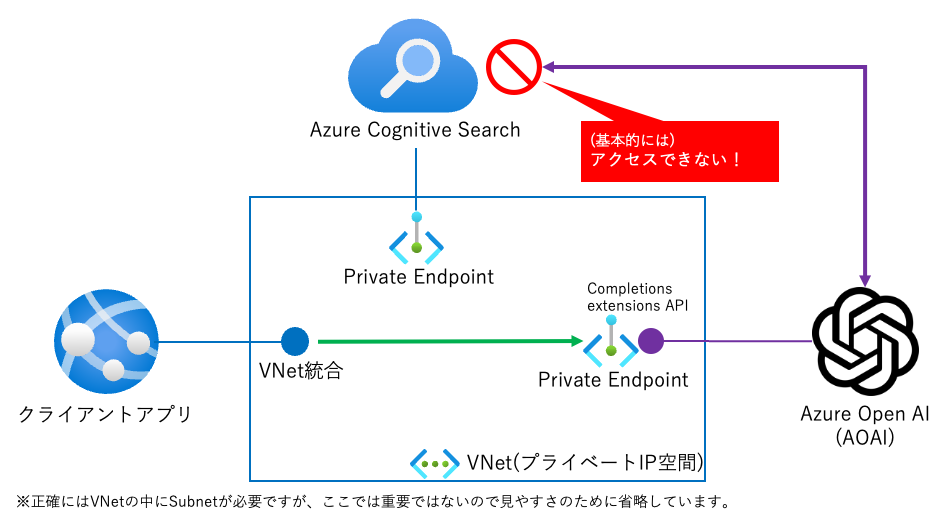 Azure Cognitive Search
(基本的には)
アクセスできない！
Private Endpoint
Completions
extensions API
VNet統合
Private Endpoint
クライアントアプリ
Azure Open AI
(AOAI)
VNet(プライベートIP空間)
※正確にはVNetの中にSubnetが必要ですが、ここでは重要ではないので見やすさのために省略しています。